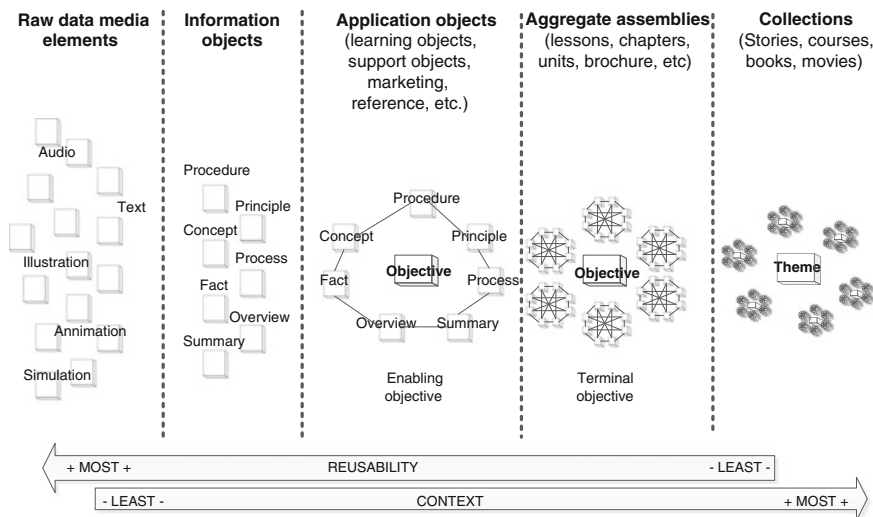 Raw data media
elements
Information
objects
Application objects
(learning objects,
support objects,
marketing,
reference, etc.)
Aggregate assemblies
(lessons, chapters,
units, brochure, etc)
Collections
(Stories, courses,
books, movies)
Audio
Text
Illustration
Annimation
Simulation
Procedure
Principle
Concept
Process
Fact
Overview
Summary
Procedure
Concept
Principle
Objective
Fact
Process
Overview
Summary
Enabling
objective
Objective
Terminal
objective
Theme
+ MOST +
REUSABILITY
- LEAST -
- LEAST -
CONTEXT
+ MOST +